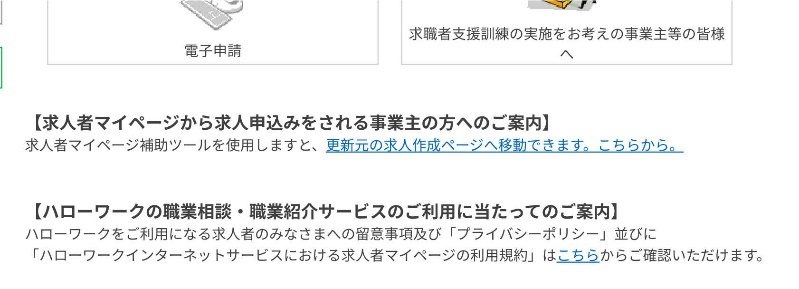 電子申請
求職者支援訓練の実施をお考えの事業主等の皆様
へ
【求人者マイページから求人申込みをされる事業主の方へのご案内】
求人者マイページ補助ツールを使用しますと、更新元の求人作成ページへ移動できます。こちらから。
【ハローワークの職業相談・職業紹介サービスのご利用に当たってのご案内】
ハローワークをご利用になる求人者のみなさまへの留意事項及び「プライバシーポリシー」並びに
「ハローワークインターネットサービスにおける求人者マイページの利用規約」はこちらからご確認いただけます。